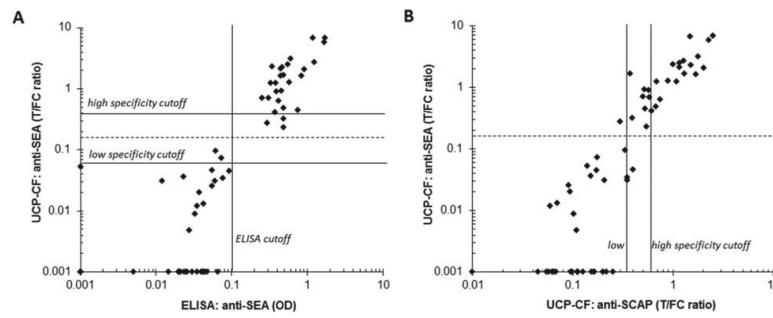 A
B
UCP-CF: anti-SEA (T/FC ratio)
10
1
0.1
0.01
0.001
high specificity cutoff
low specificity cutoff
ELISA cutoff
0.001
0.01
0.1
1
10
ELISA: anti-SEA (OD)
UCP-CF: anti-SEA (T/FC ratio)
10
1
0.1
0.01
0.001
low
high specificity cutoff
0.01
0.1
1
UCP-CF: anti-SCAP (T/FC ratio)